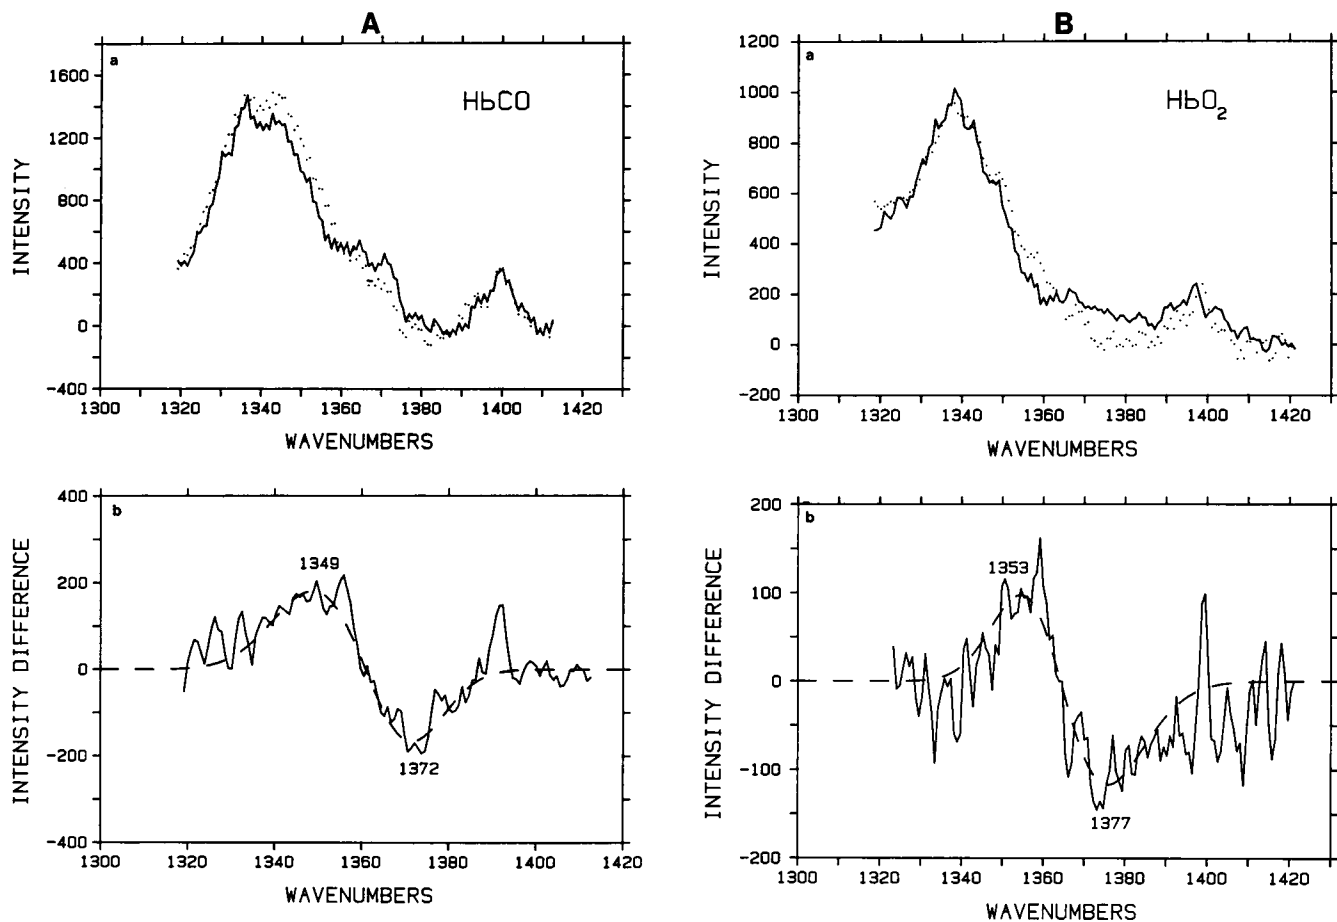 A
a
HbCO
1600
1200
800
400
0
-400
INTENSITY
1300 1320 1340 1360 1380 1400 1420
WAVENUMBERS
B
a
HbO2
1200
1000
800
600
400
200
0
-200
INTENSITY
1300 1320 1340 1360 1380 1400 1420
WAVENUMBERS
b
400
200
0
-200
-400
INTENSITY DIFFERENCE
1349
1372
1300 1320 1340 1360 1380 1400 1420
WAVENUMBERS
b
200
100
0
-100
-200
INTENSITY DIFFERENCE
1353
1377
1300 1320 1340 1360 1380 1400 1420
WAVENUMBERS